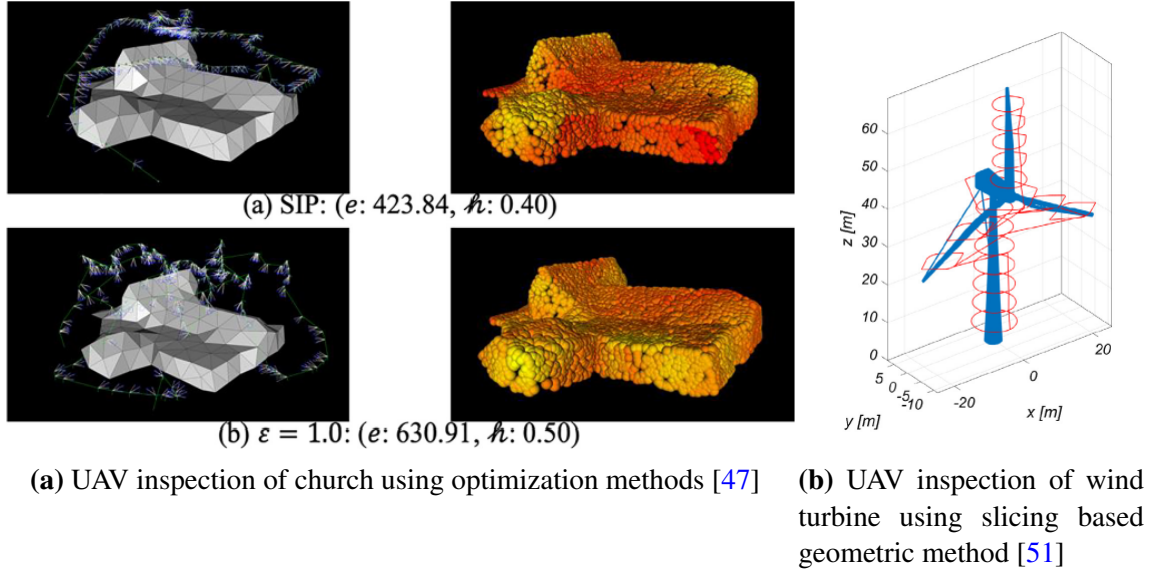 (a) SIP: (e: 423.84, ℎ: 0.40)
(b) ε = 1.0: (e: 630.91, ℎ: 0.50)
60
50
40
30
20
10
0
z [m]
5
0
-5
-10
y [m]
-20
0
20
x [m]
(a) UAV inspection of church using optimization methods [47]
(b) UAV inspection of wind
turbine using slicing based
geometric method [51]